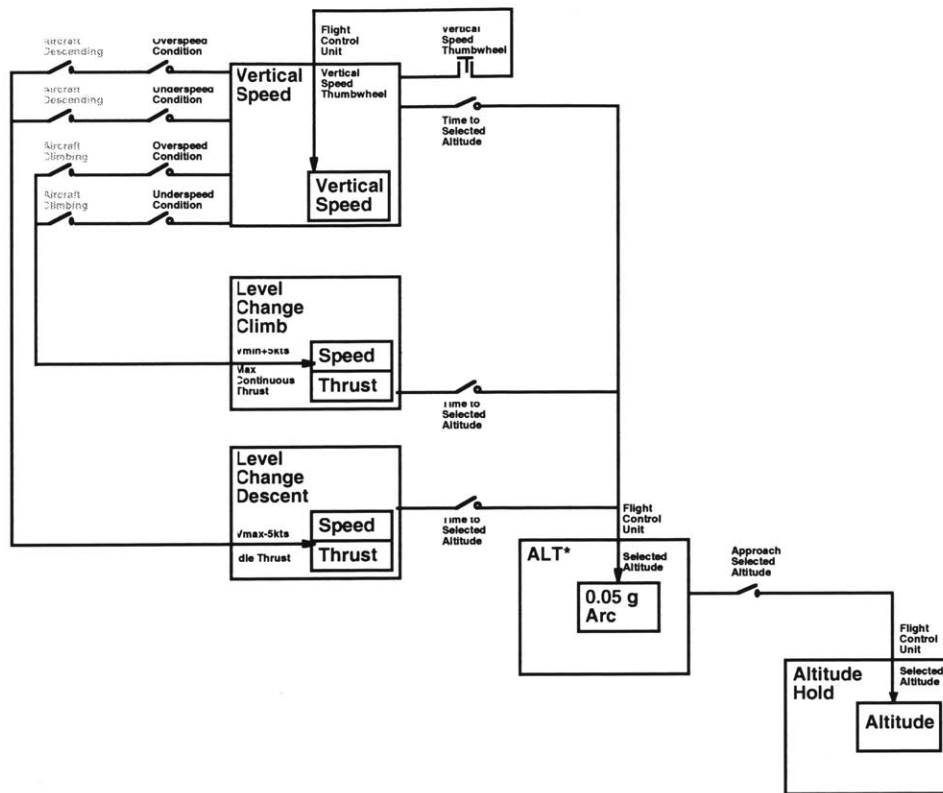 Aircraft
Descending
Overspeed
Condition
Aircraft
Descending
Underspeed
Condition
Aircraft
Climbing
Overspeed
Condition
Aircraft
Climbing
Underspeed
Condition
Flight
Control
Unit
Vertical
Speed
Thumbwheel
Vertical
Speed
Vertical
Speed
Thumbwheel
Vertical
Speed
Time to
Selected
Altitude
Level
Change
Climb
Vmin+5kts
Max
Continuous
Thrust
Speed
Thrust
Time to
Selected
Altitude
Level
Change
Descent
Vmax-5kts
Idle Thrust
Speed
Thrust
Time to
Selected
Altitude
Flight
Control
Unit
ALT*
Selected
Altitude
0.05 g
Arc
Approach
Selected
Altitude
Flight
Control
Unit
Altitude
Hold
Selected
Altitude
Altitude